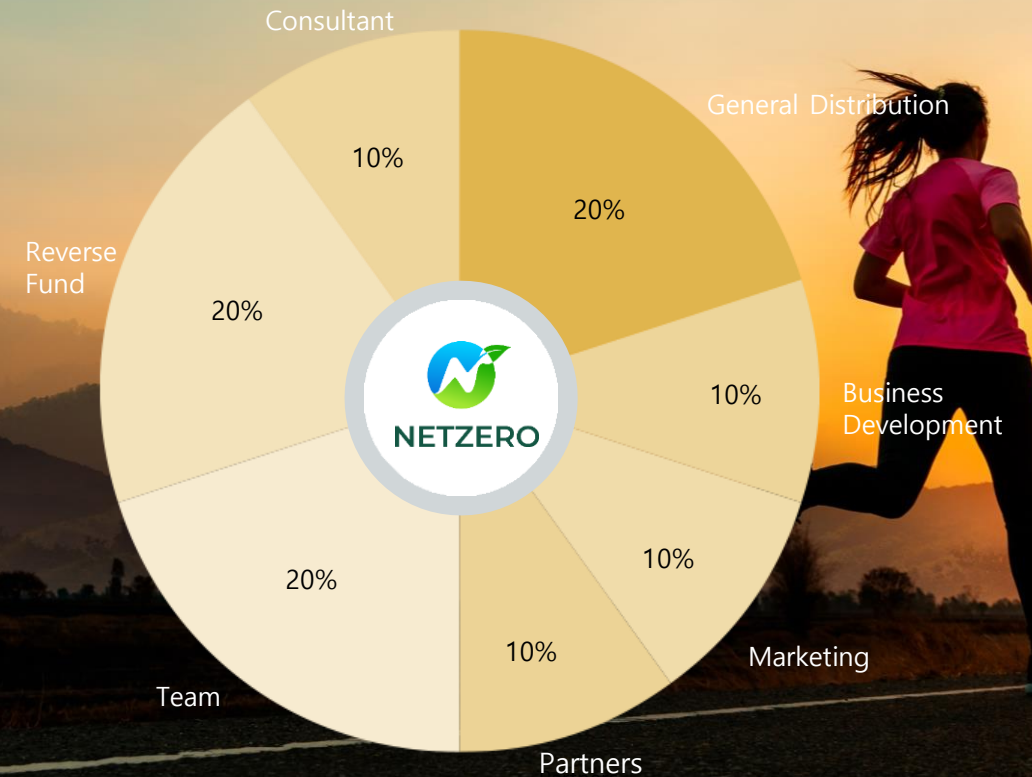 Consultant
General Distribution
10%
20%
Reverse
Fund
20%
10%
Business
Development
NETZERO
10%
20%
10%
Marketing
Team
Partners